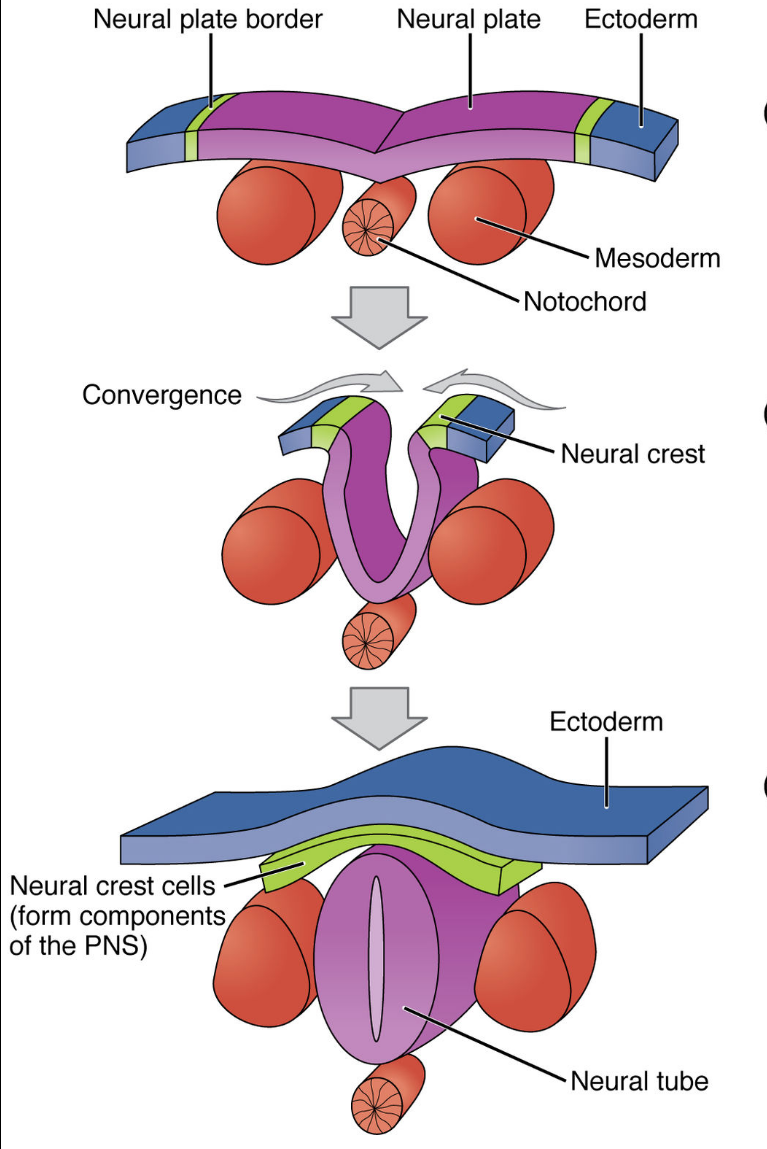 Neural plate border
Neural plate
Ectoderm
Mesoderm
Notochord
Convergence
Neural crest
Ectoderm
Neural crest cells
(form components
of the PNS)
Neural tube